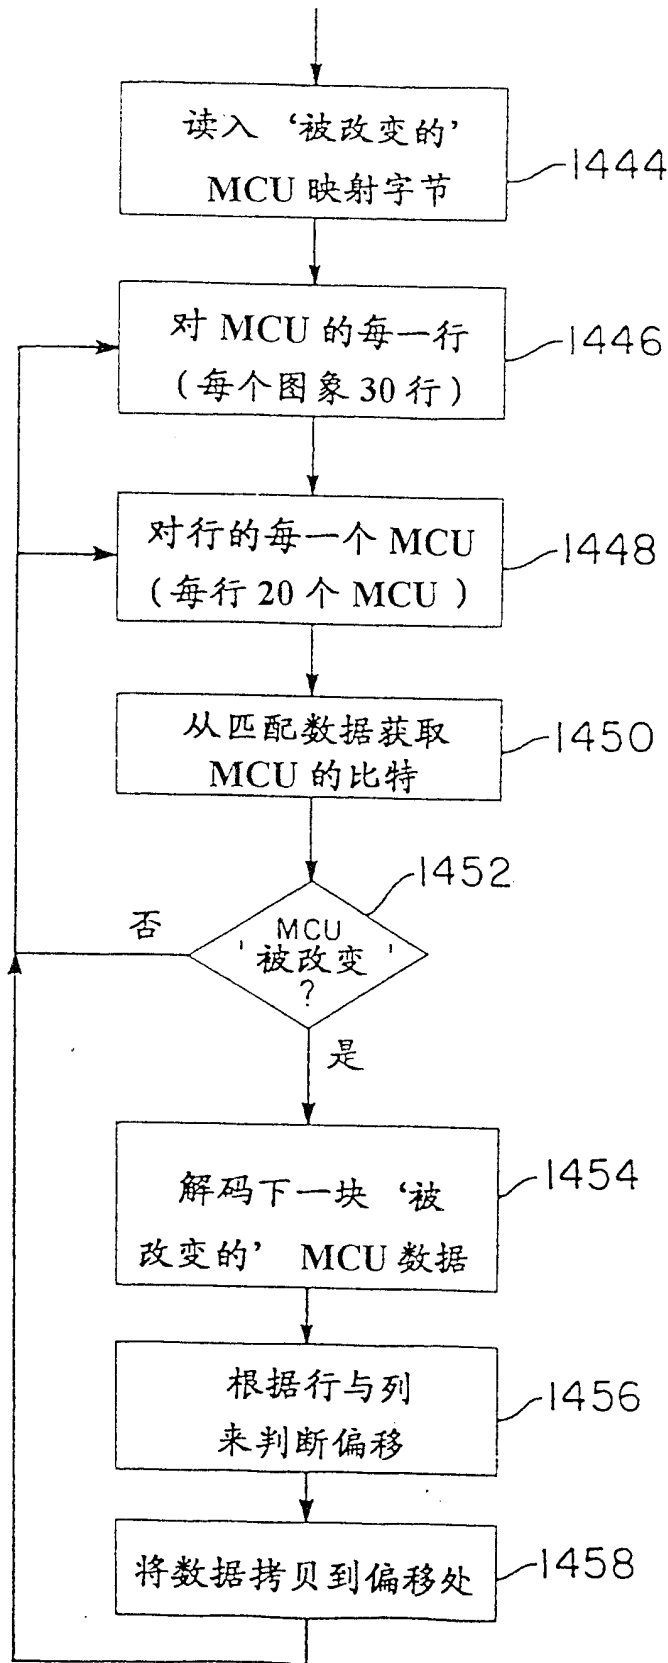 读入‘被改变的’
MCU 映射字节
1444
对 MCU 的每一行
（每个图象 30 行）
1446
对行的每一个 MCU
（每行 20 个 MCU ）
1448
从匹配数据获取
MCU 的比特
1450
1452
否
MCU
'被改变'
?
是
解码下一块‘被
改变的’ MCU 数据
1454
根据行与列
来判断偏移
1456
将数据拷贝到偏移处
1458